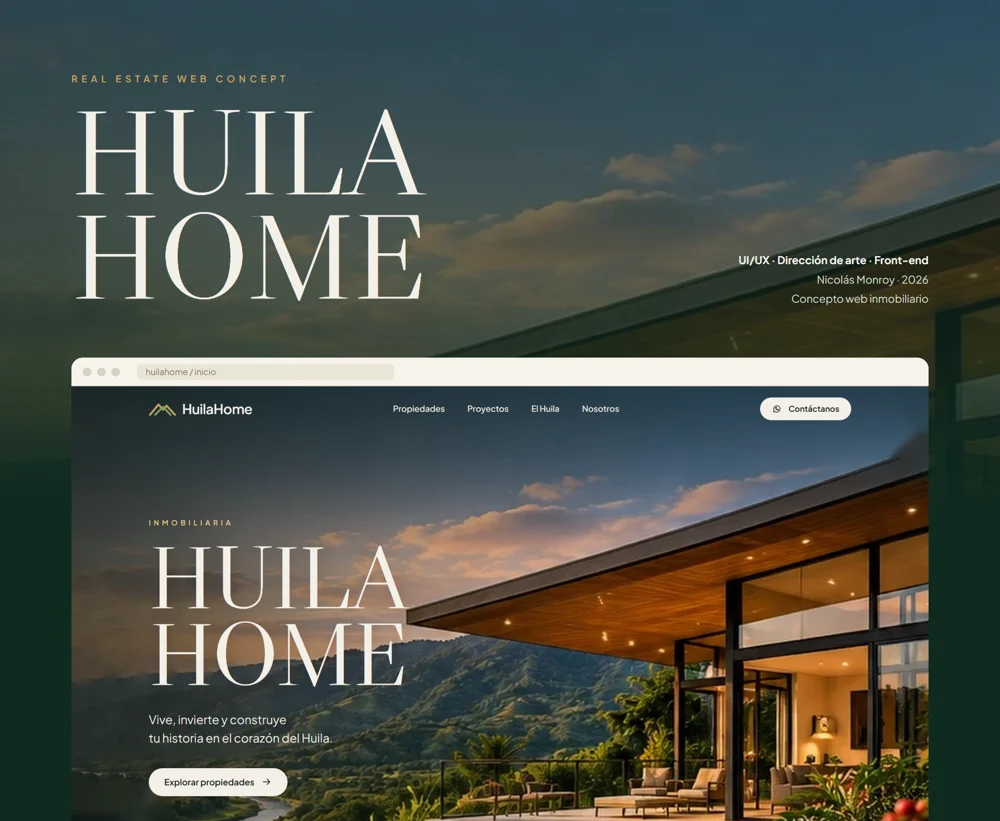 REAL ESTATE WEB CONCEPT
HUILA
HOME
UI/UX · Dirección de arte · Front-end
Nicolás Monroy · 2026
Concepto web inmobiliario
huilahome / inicio
HuilaHome
Propiedades
Proyectos
El Huila
Nosotros
Contáctanos
INMOBILIARIA
HUILA
HOME
Vive, invierte y construye
tu historia en el corazón del Huila.
Explorar propiedades →